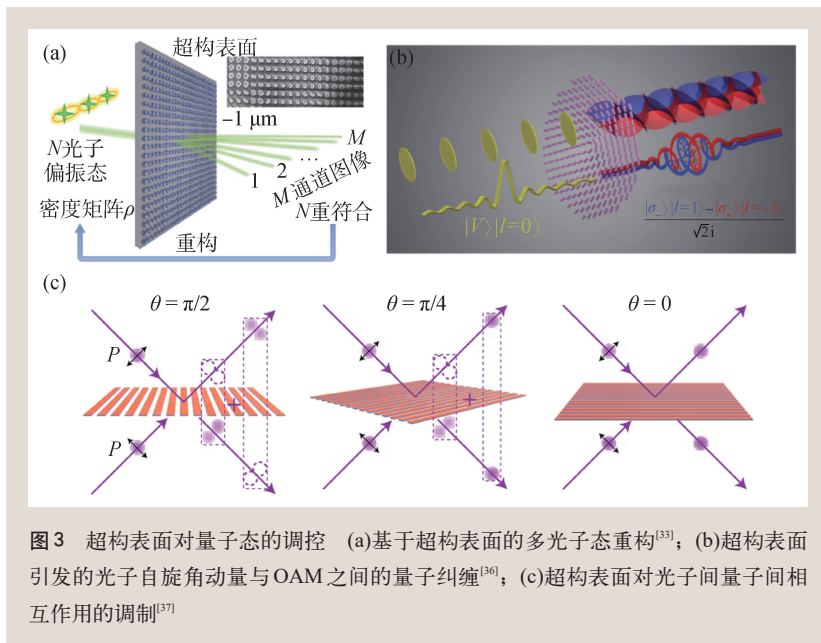 (a)
超构表面
−1 μm
N光子
偏振态
密度矩阵ρ
1
2
…
M
M通道图像
N重符合
重构
(b)
|V⟩|l=0⟩
|σ₋⟩|l=1⟩−|σ₊⟩|l=−1⟩
√2i
(c)
θ = π/2
θ = π/4
θ = 0
P
P
+
+
图3 超构表面对量子态的调控 (a)基于超构表面的多光子态重构[33]；(b)超构表面
引发的光子自旋角动量与OAM之间的量子纠缠[36]；(c)超构表面对光子间量子间相
互作用的调制[37]